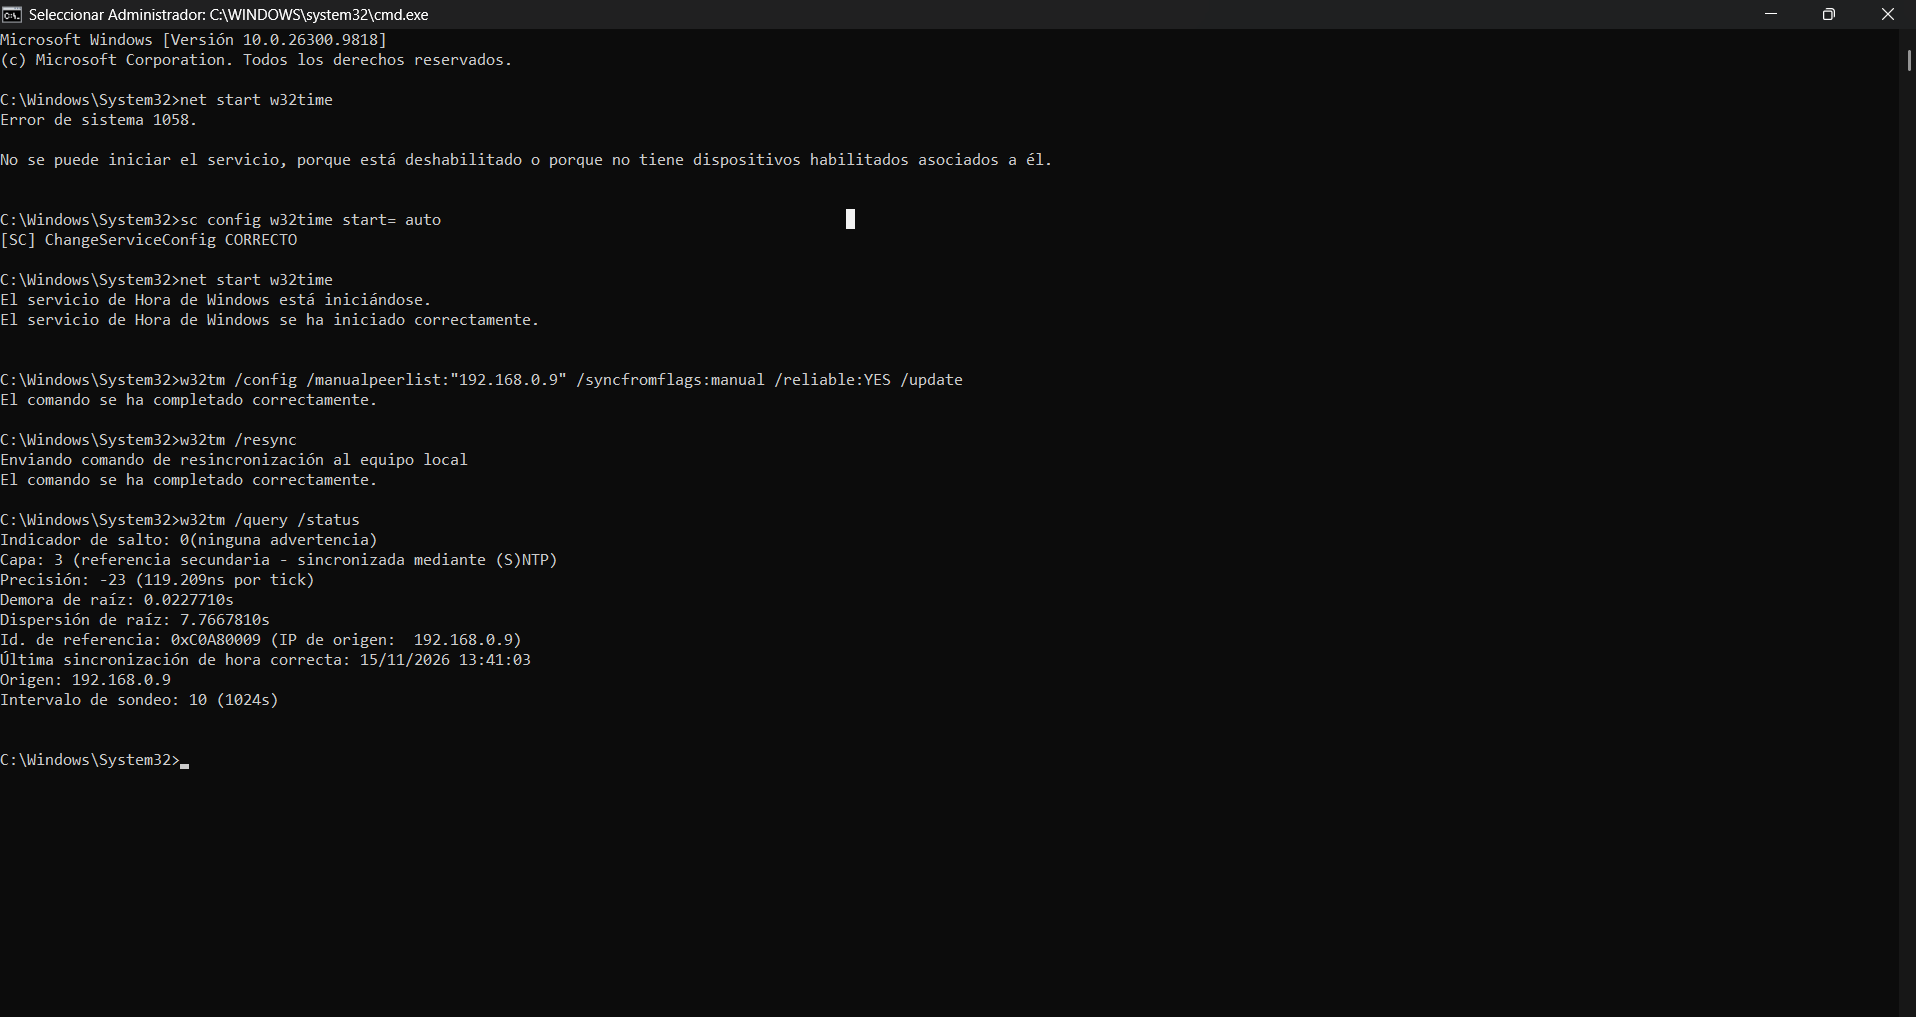 Seleccionar Administrador: C:\WINDOWS\system32\cmd.exe
Microsoft Windows [Versión 10.0.26300.9818]
(c) Microsoft Corporation. Todos los derechos reservados.
C:\Windows\System32>net start w32time
Error de sistema 1058.
No se puede iniciar el servicio, porque está deshabilitado o porque no tiene dispositivos habilitados asociados a él.
C:\Windows\System32>sc config w32time start= auto
[SC] ChangeServiceConfig CORRECTO
C:\Windows\System32>net start w32time
El servicio de Hora de Windows está iniciándose.
El servicio de Hora de Windows se ha iniciado correctamente.
C:\Windows\System32>w32tm /config /manualpeerlist:"192.168.0.9" /syncfromflags:manual /reliable:YES /update
El comando se ha completado correctamente.
C:\Windows\System32>w32tm /resync
Enviando comando de resincronización al equipo local
El comando se ha completado correctamente.
C:\Windows\System32>w32tm /query /status
Indicador de salto: 0(ninguna advertencia)
Capa: 3 (referencia secundaria - sincronizada mediante (S)NTP)
Precisión: -23 (119.209ns por tick)
Demora de raíz: 0.0227710s
Dispersión de raíz: 7.7667810s
Id. de referencia: 0xC0A80009 (IP de origen:  192.168.0.9)
Última sincronización de hora correcta: 15/11/2026 13:41:03
Origen: 192.168.0.9
Intervalo de sondeo: 10 (1024s)
C:\Windows\System32>